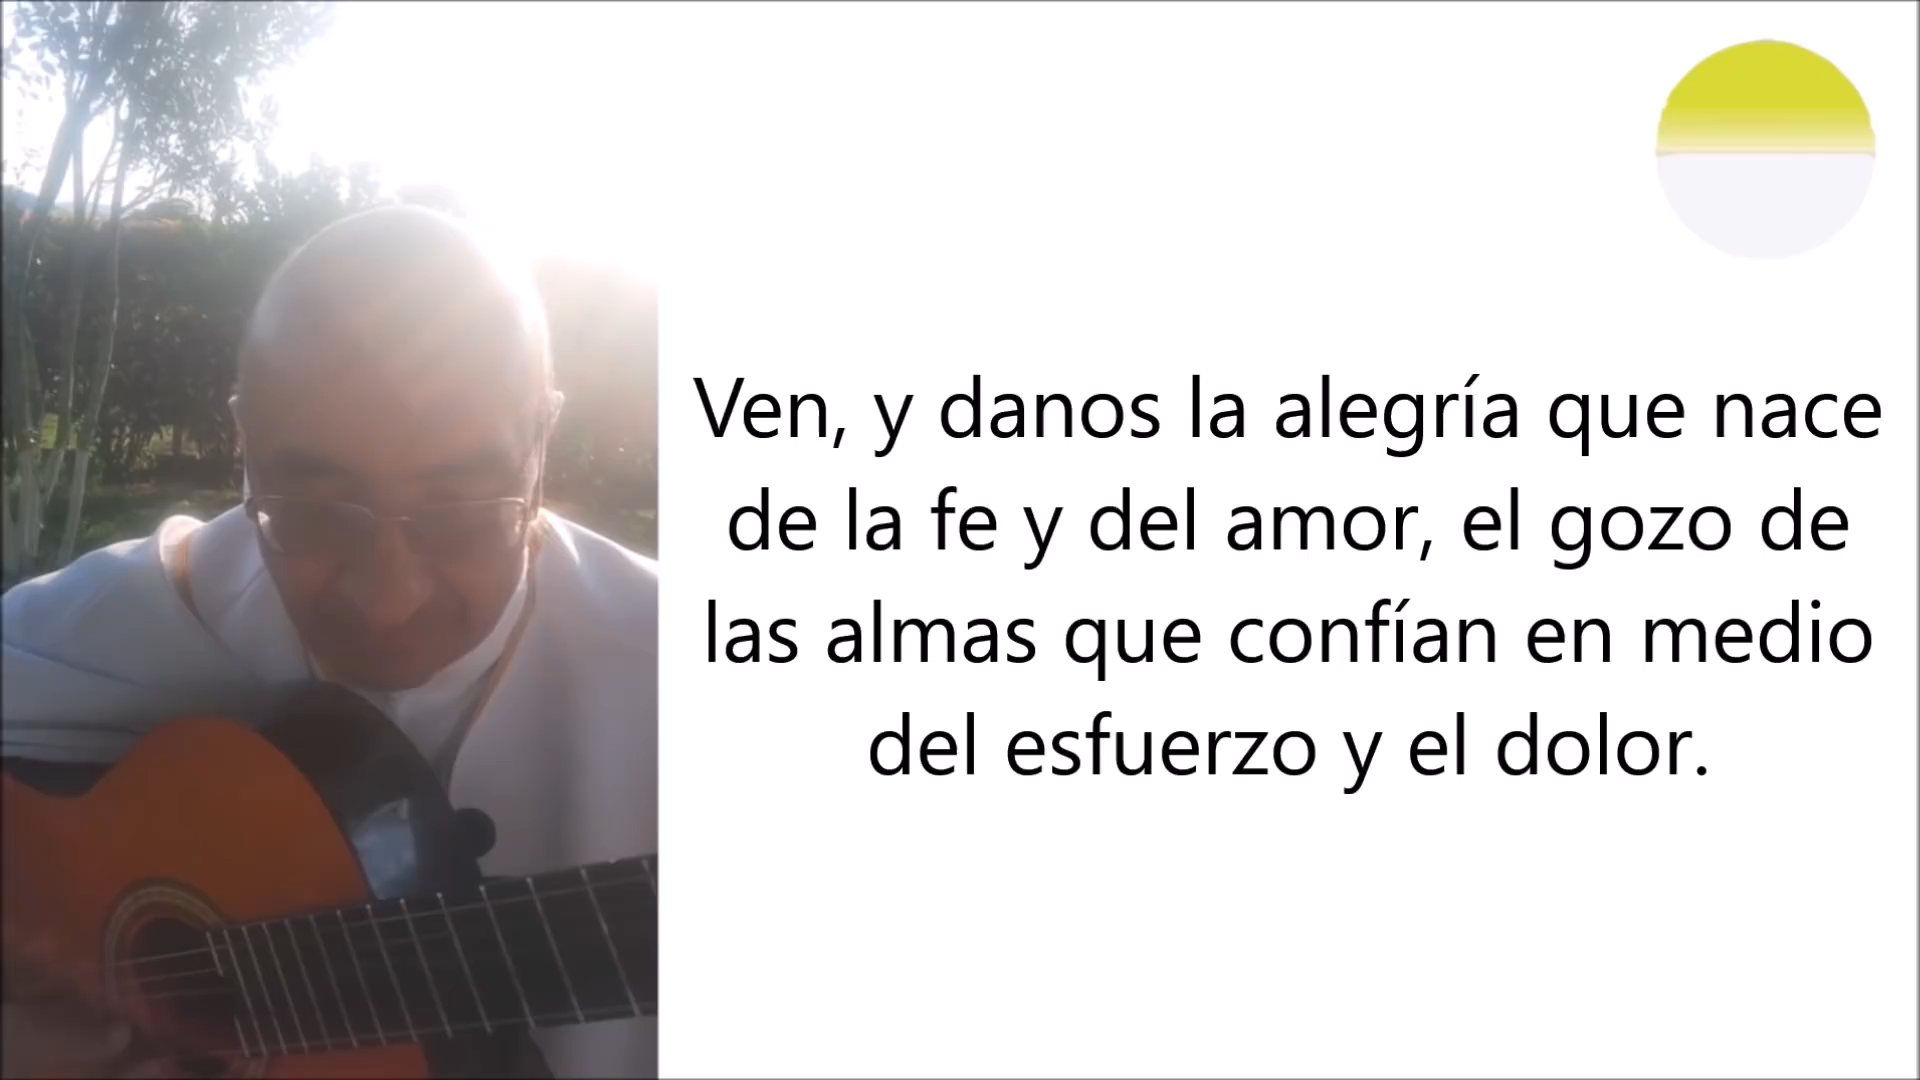 Ven, y danos la alegría que nace
de la fe y del amor, el gozo de
las almas que confían en medio
del esfuerzo y el dolor.